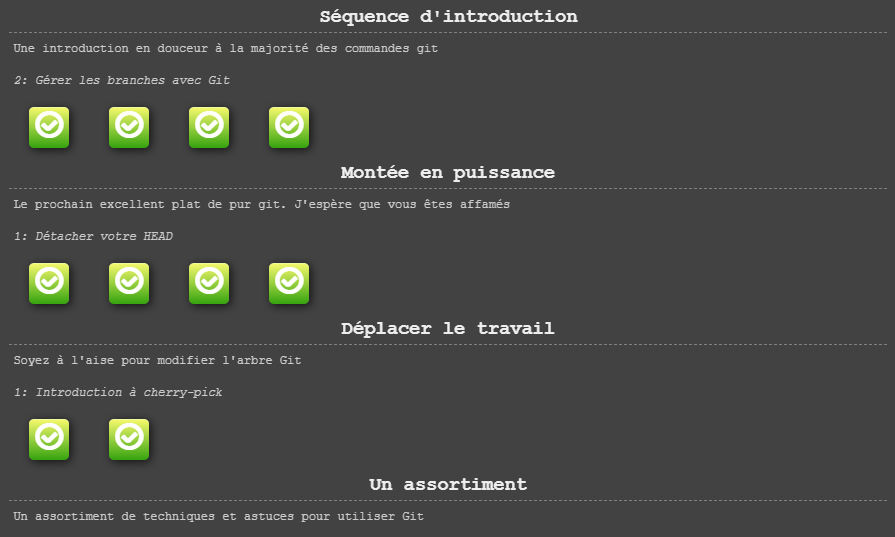 Séquence d'introduction
Une introduction en douceur à la majorité des commandes git
2: Gérer les branches avec Git
Montée en puissance
Le prochain excellent plat de pur git. J'espère que vous êtes affamés
1: Détacher votre HEAD
Déplacer le travail
Soyez à l'aise pour modifier l'arbre Git
1: Introduction à cherry-pick
Un assortiment
Un assortiment de techniques et astuces pour utiliser Git